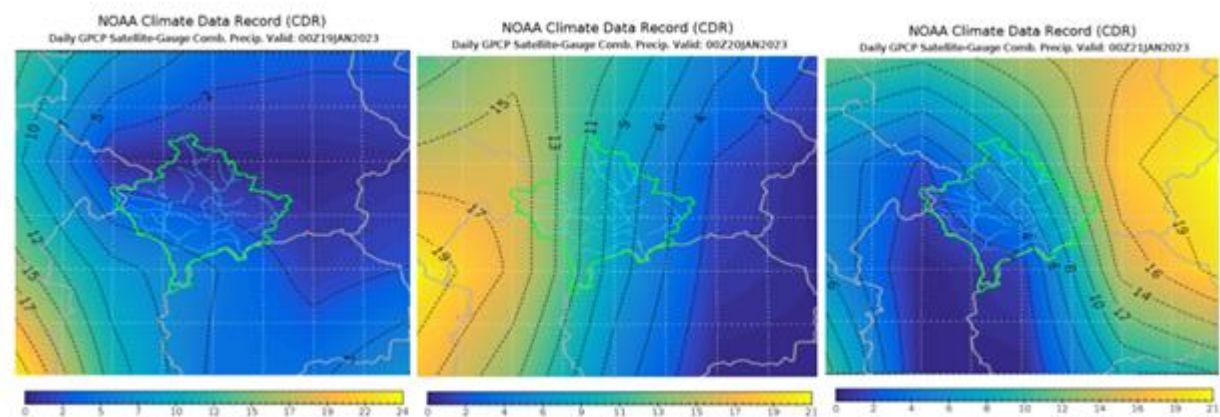 NOAA Climate Data Record (CDR)
Daily GPCP Satellite-Gauge Comb. Precip. Valid: 00Z19JAN2023
10
5
2
12
15
17
0 2 5 7 10 12 15 17 19 22 24
NOAA Climate Data Record (CDR)
Daily GPCP Satellite-Gauge Comb. Precip. Valid: 00Z20JAN2023
15
13
11
6
4
17
19
0 2 4 6 9 11 13 15 17 19 21
NOAA Climate Data Record (CDR)
Daily GPCP Satellite-Gauge Comb. Precip. Valid: 00Z21JAN2023
19
4
6
8
16
14
10
12
0 2 4 6 8 10 12 14 16 19 21